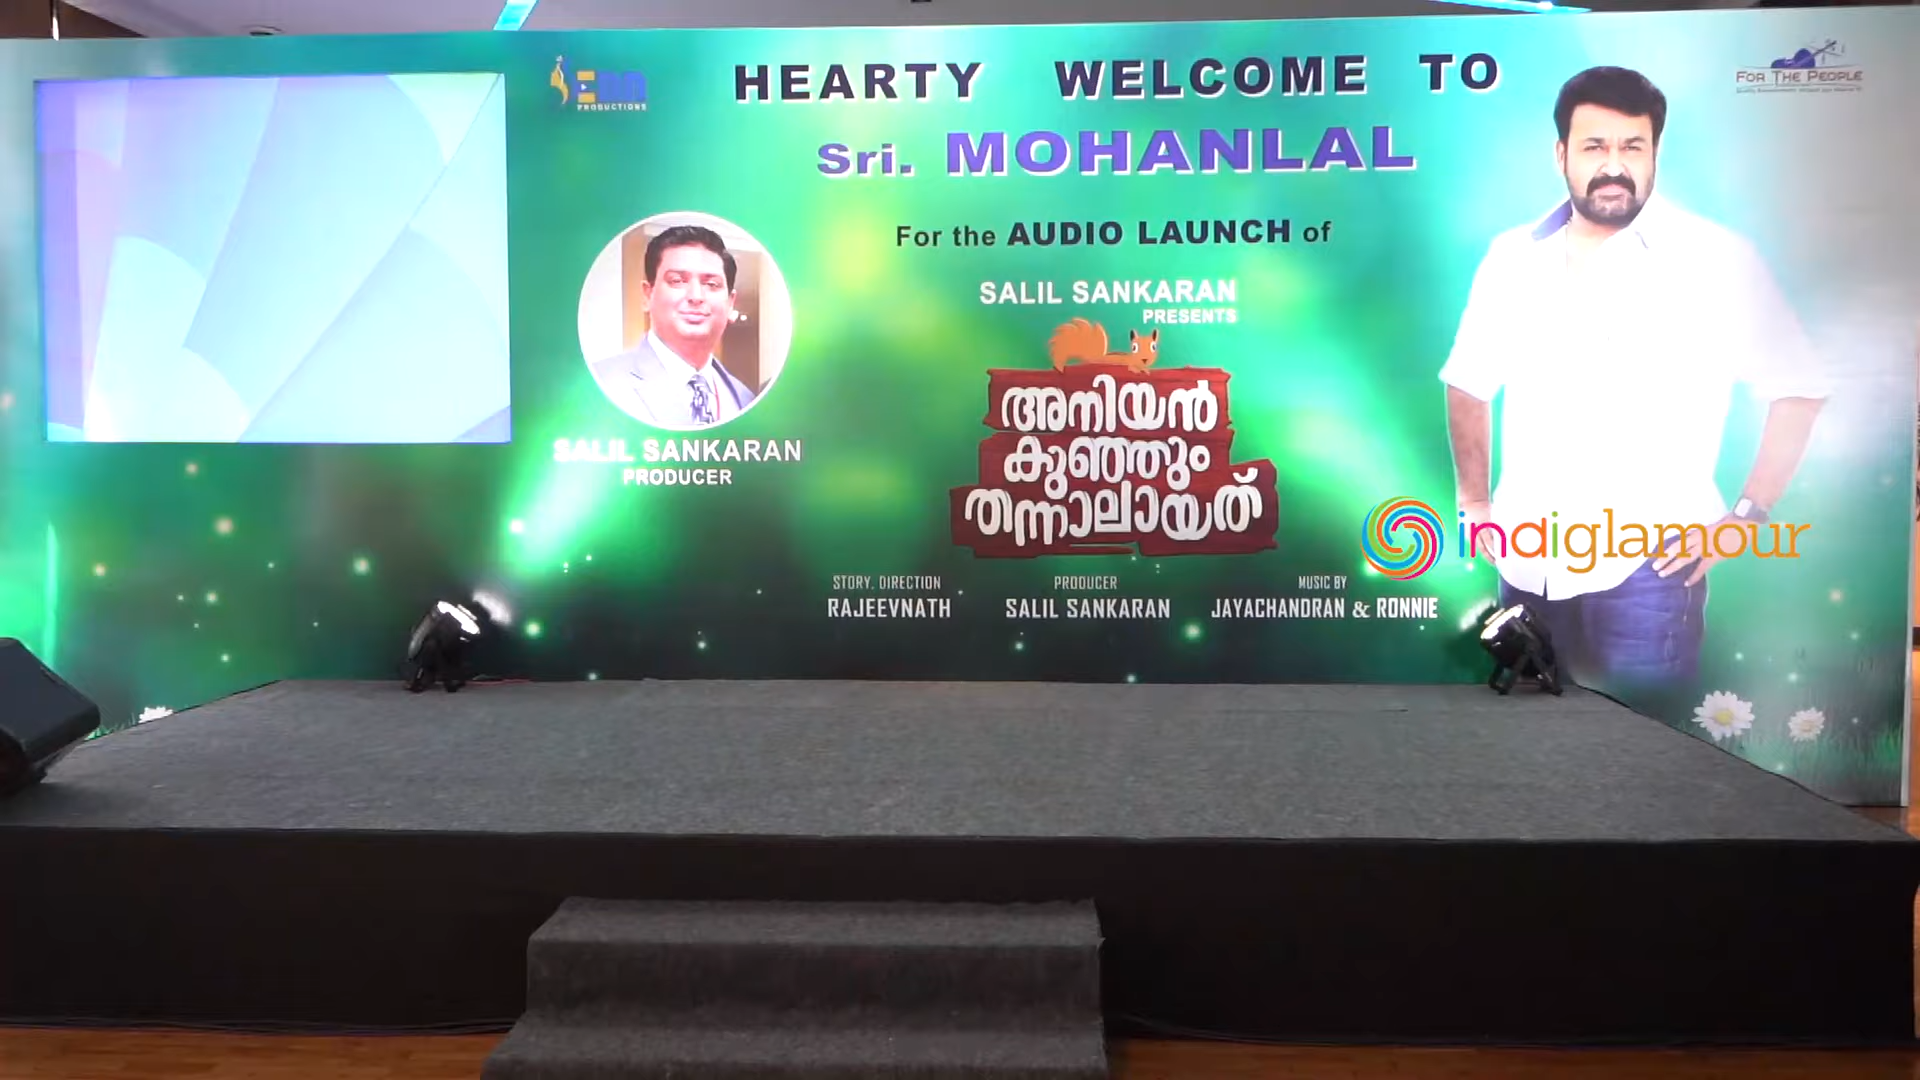 HEARTY WELCOME TO
Sri. MOHANLAL
For the AUDIO LAUNCH of
SALIL SANKARAN
PRESENTS
അനിയൻ
കുഞ്ഞും
തന്നാലായത്
STORY. DIRECTION
RAJEEVNATH
PRODUCER
SALIL SANKARAN
MUSIC BY
JAYACHANDRAN & RONNIE
SALIL SANKARAN
PRODUCER
PRODUCTIONS
FOR THE PEOPLE
indiglamour